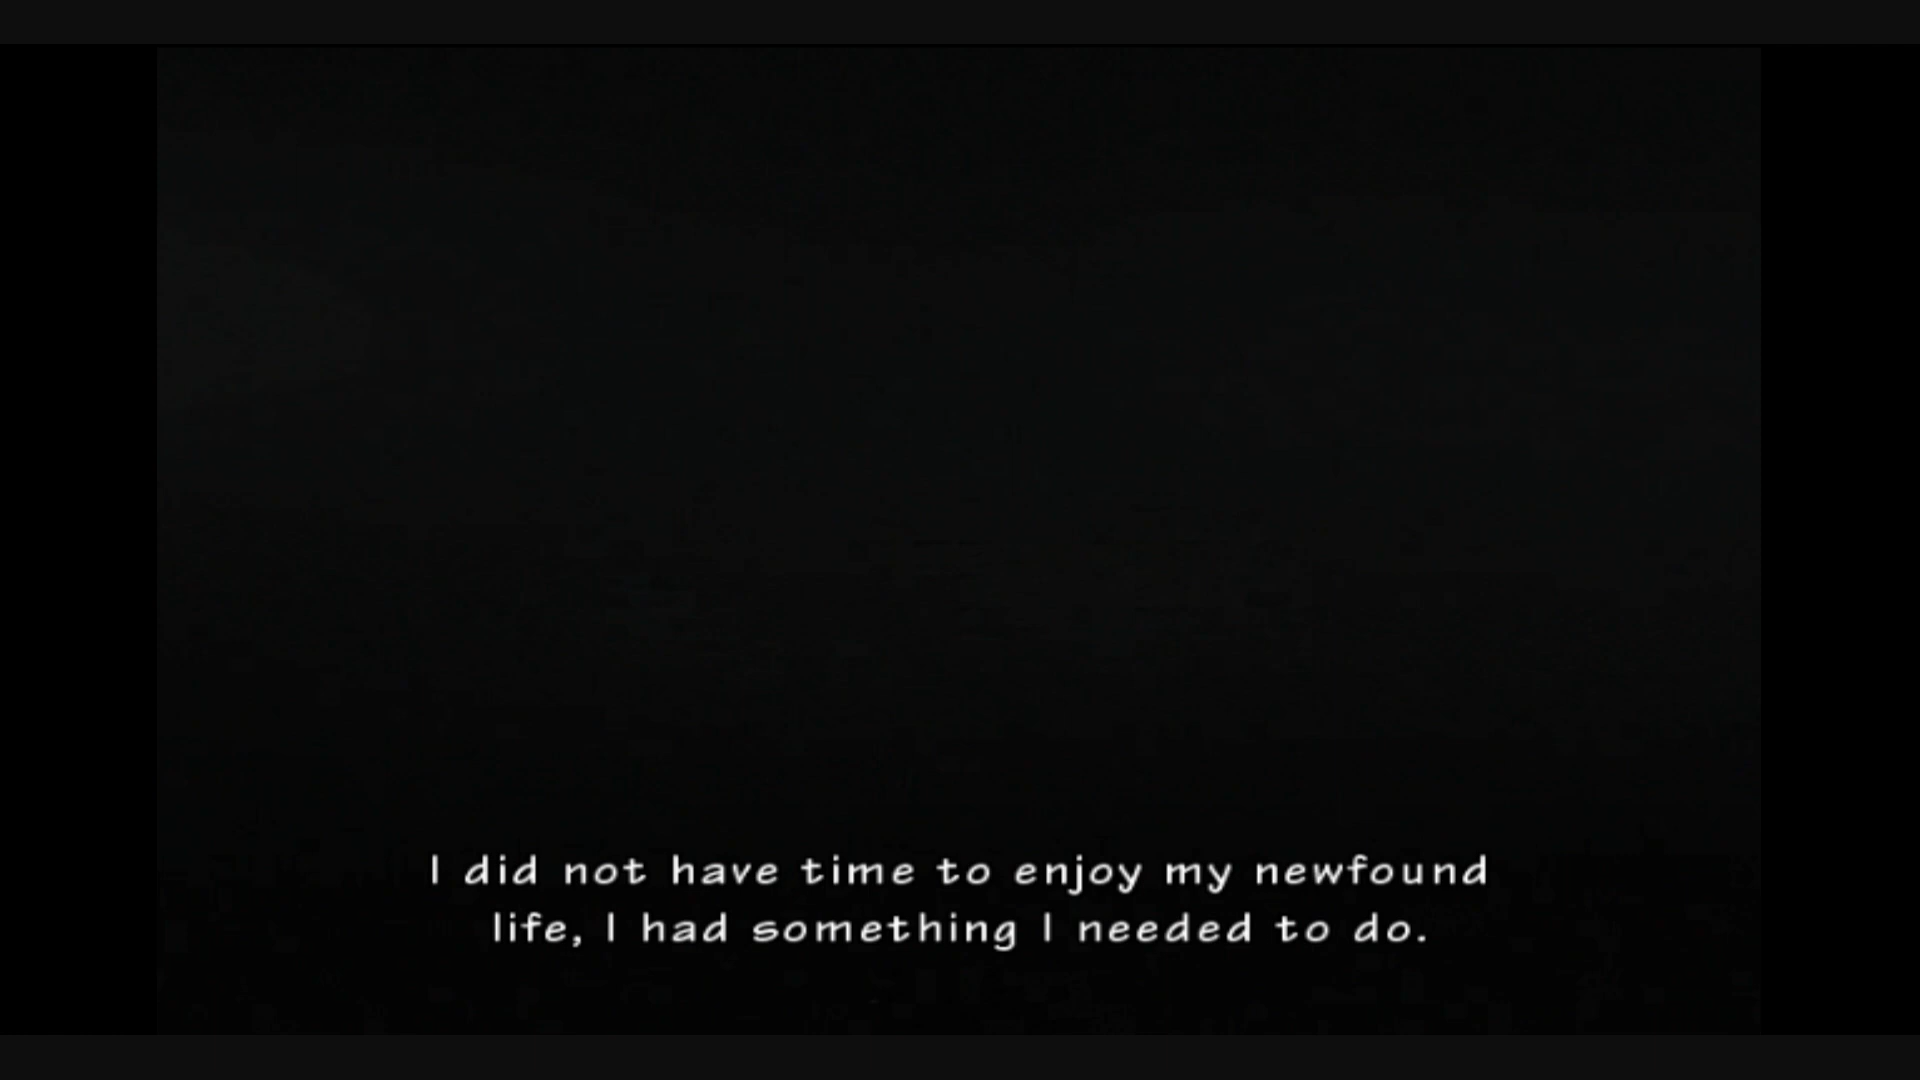 I did not have time to enjoy my newfound
life, I had something I needed to do.